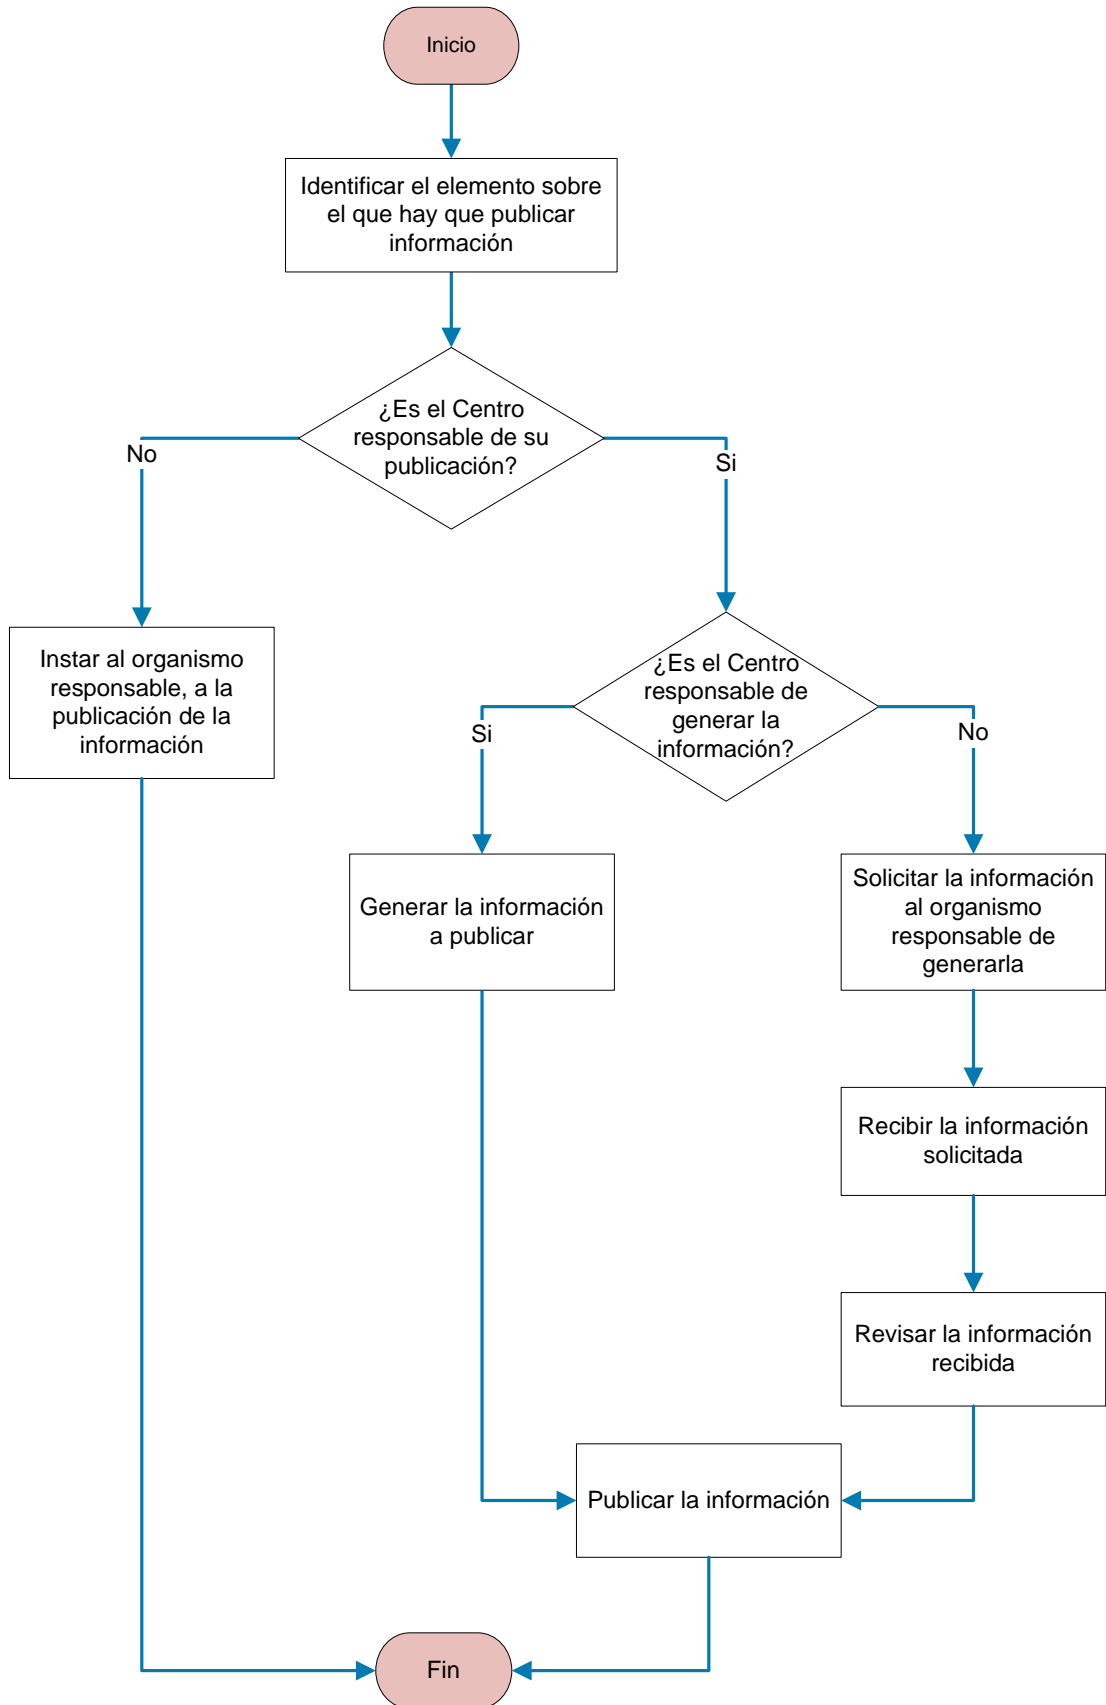 Inicio
Identificar el elemento sobre
el que hay que publicar
información
¿Es el Centro
responsable de su
publicación?
No
Si
Instar al organismo
responsable, a la
publicación de la
información
¿Es el Centro
responsable de
generar la
información?
Si
No
Generar la información
a publicar
Solicitar la información
al organismo
responsable de
generarla
Recibir la información
solicitada
Revisar la información
recibida
Publicar la información
Fin